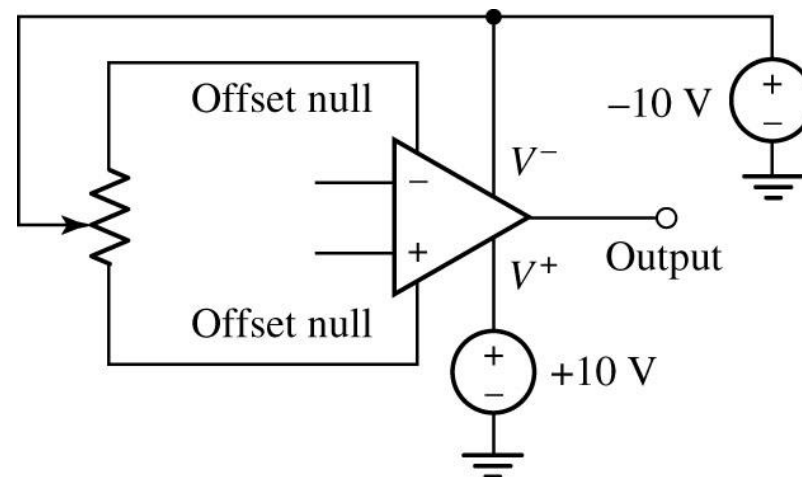 Offset null
+
−
−10 V
V−
−
+
V+
Output
Offset null
+
−
+10 V